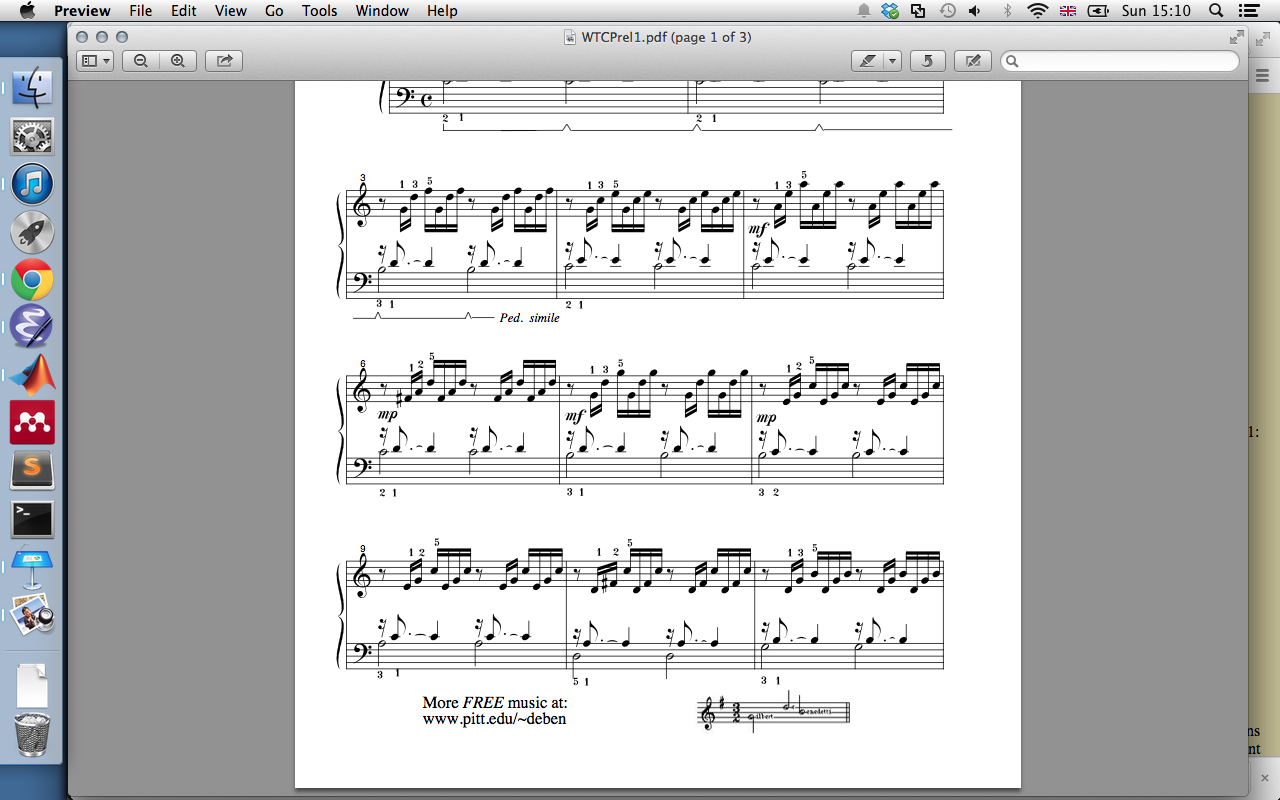 Preview File Edit View Go Tools Window Help Sun 15:10
WTCPrel1.pdf (page 1 of 3)
2 1 2 1
3 1 3 5 1 3 5 1 3 5
mf
3 1 2 1
Ped. simile
6 1 2 5 1 3 5 1 2 5
mp mf mp
2 1 3 1 3 2
1:
9 1 2 5 1 2 5 1 3 5
3 1 5 1 3 1
More FREE music at:
www.pitt.edu/~deben
3
2
Gilbert de benedetti
ns
nt